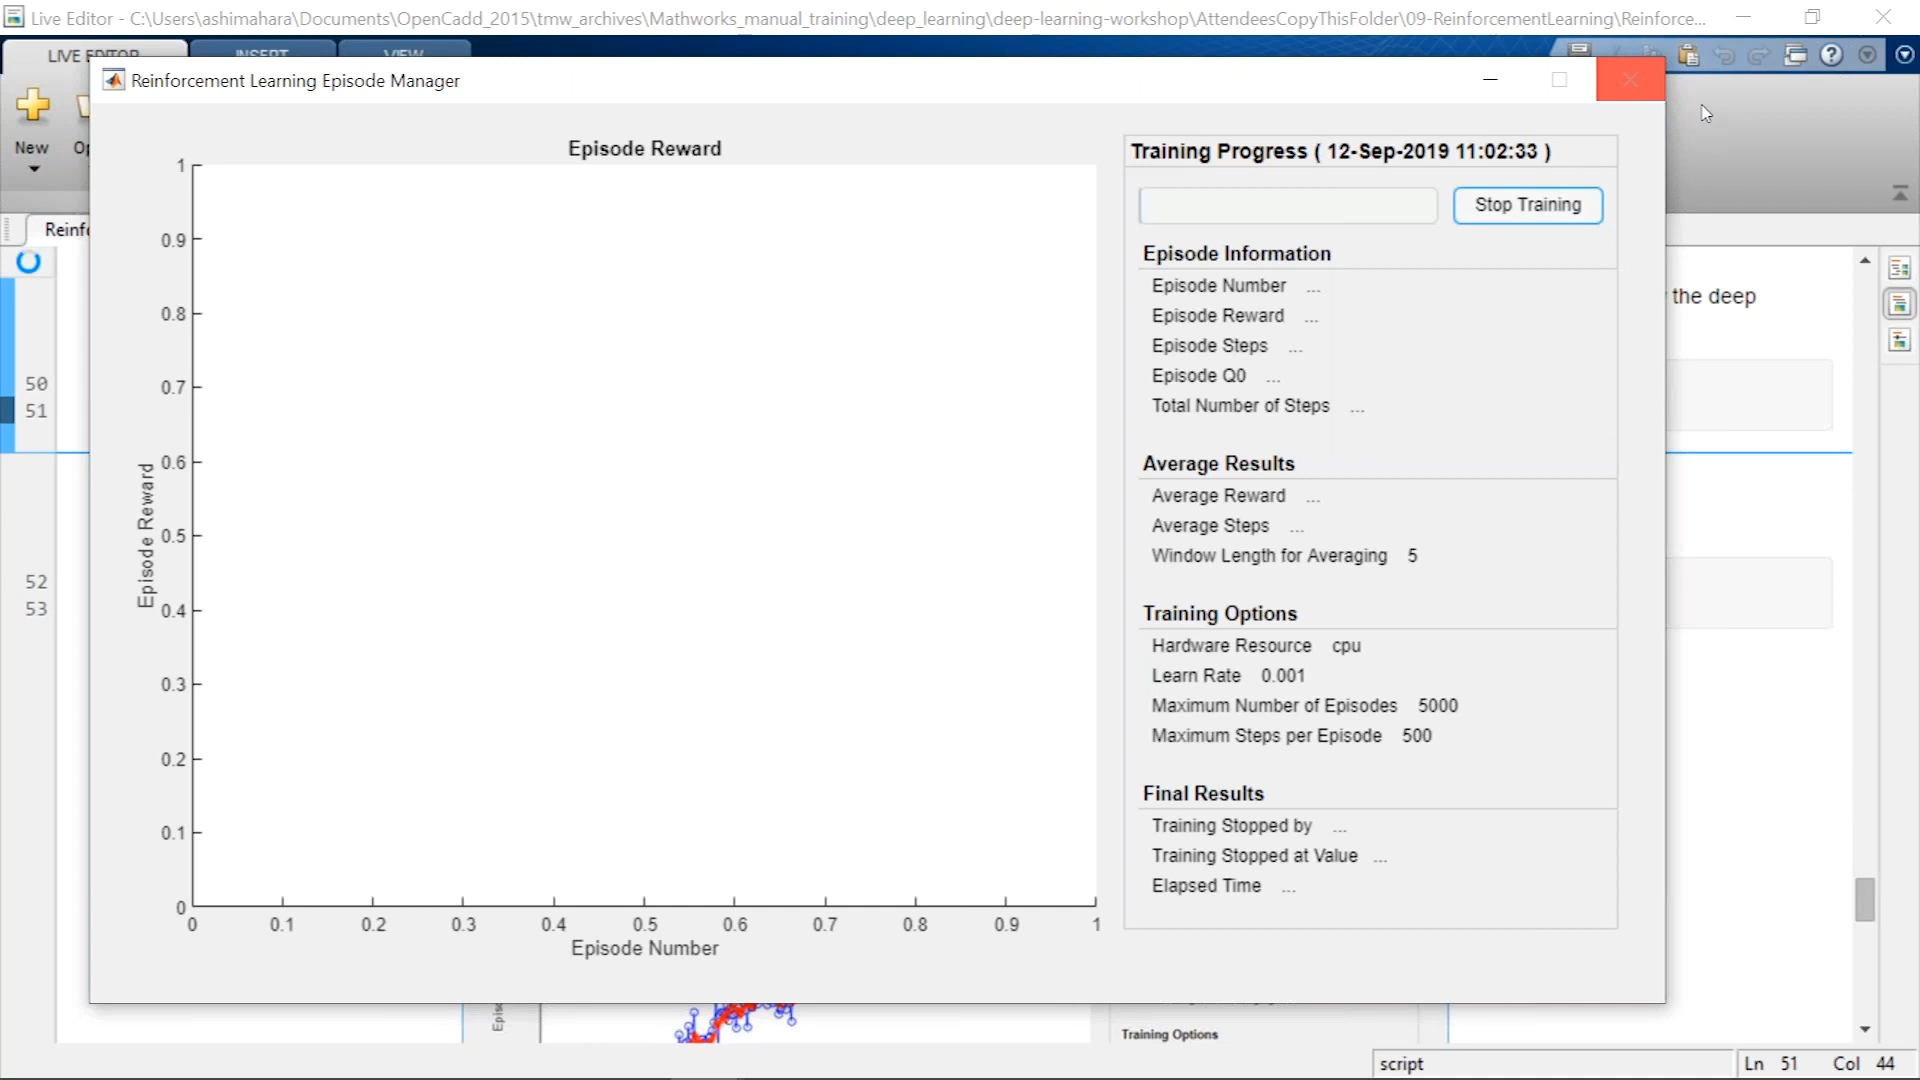 Live Editor - C:\Users\ashimahara\Documents\OpenCadd_2015\tmw_archives\Mathworks_manual_training\deep_learning\deep-learning-workshop\AttendeesCopyThisFolder\09-ReinforcementLearning\Reinforce...
LIVE EDITOR
INSERT
VIEW
Reinforcement Learning Episode Manager
New
Episode Reward
1
0.9
0.8
0.7
0.6
0.5
0.4
0.3
0.2
0.1
0
Episode Reward
0 0.1 0.2 0.3 0.4 0.5 0.6 0.7 0.8 0.9 1
Episode Number
Training Progress ( 12-Sep-2019 11:02:33 )
Stop Training
Episode Information
Episode Number ...
Episode Reward ...
Episode Steps ...
Episode Q0 ...
Total Number of Steps ...
Average Results
Average Reward ...
Average Steps ...
Window Length for Averaging 5
Training Options
Hardware Resource cpu
Learn Rate 0.001
Maximum Number of Episodes 5000
Maximum Steps per Episode 500
Final Results
Training Stopped by ...
Training Stopped at Value ...
Elapsed Time ...
the deep
50
51
52
53
Training Options
script
Ln 51 Col 44